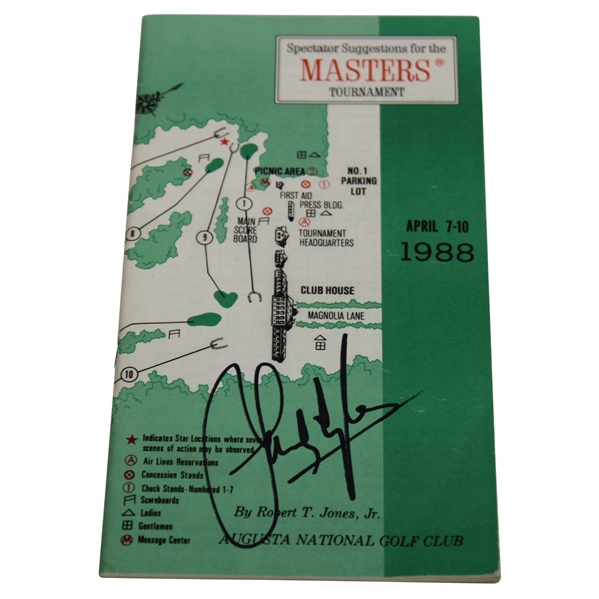 Spectator Suggestions for the
MASTERS ®
TOURNAMENT
PICNIC AREA 2
NO. 1
PARKING
LOT
M
1
FIRST AID
PRESS BLDG.
A
A
1
MAIN
SCORE
BOARD
TOURNAMENT
HEADQUARTERS
8
9
APRIL 7-10
1988
CLUB HOUSE
MAGNOLIA LANE
10
Indicates Star Locations where
scenes of action may be observed
A Air Lines Reservations
Concession Stands
1 Check Stands-Numbered 1-7
Scoreboards
Ladies
Gentlemen
M Message Center
By Robert T. Jones, Jr.
AUGUSTA NATIONAL GOLF CLUB